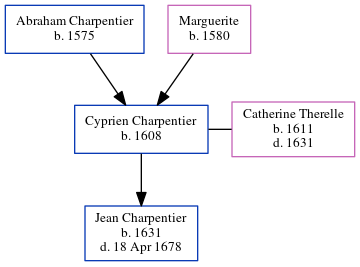 Abraham Charpentier
b. 1575
Marguerite
b. 1580
Cyprien Charpentier
b. 1608
Catherine Therelle
b. 1611
d. 1631
Jean Charpentier
b. 1631
d. 18 Apr 1678